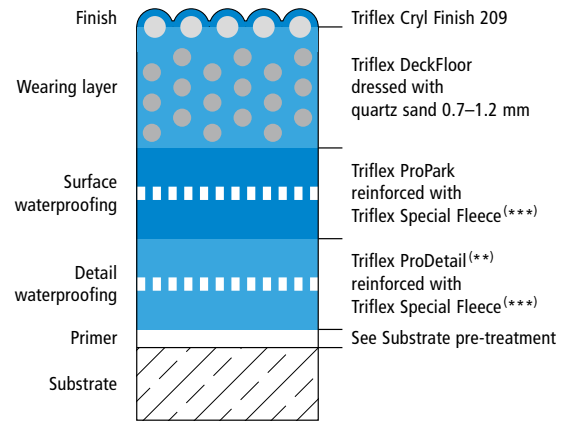 Finish
Triflex Cryl Finish 209
Wearing layer
Triflex DeckFloor
dressed with
quartz sand 0.7–1.2 mm
Surface
waterproofing
Triflex ProPark
reinforced with
Triflex Special Fleece(***)
Detail
waterproofing
Triflex ProDetail(**)
reinforced with
Triflex Special Fleece(***)
Primer
See Substrate pre-treatment
Substrate